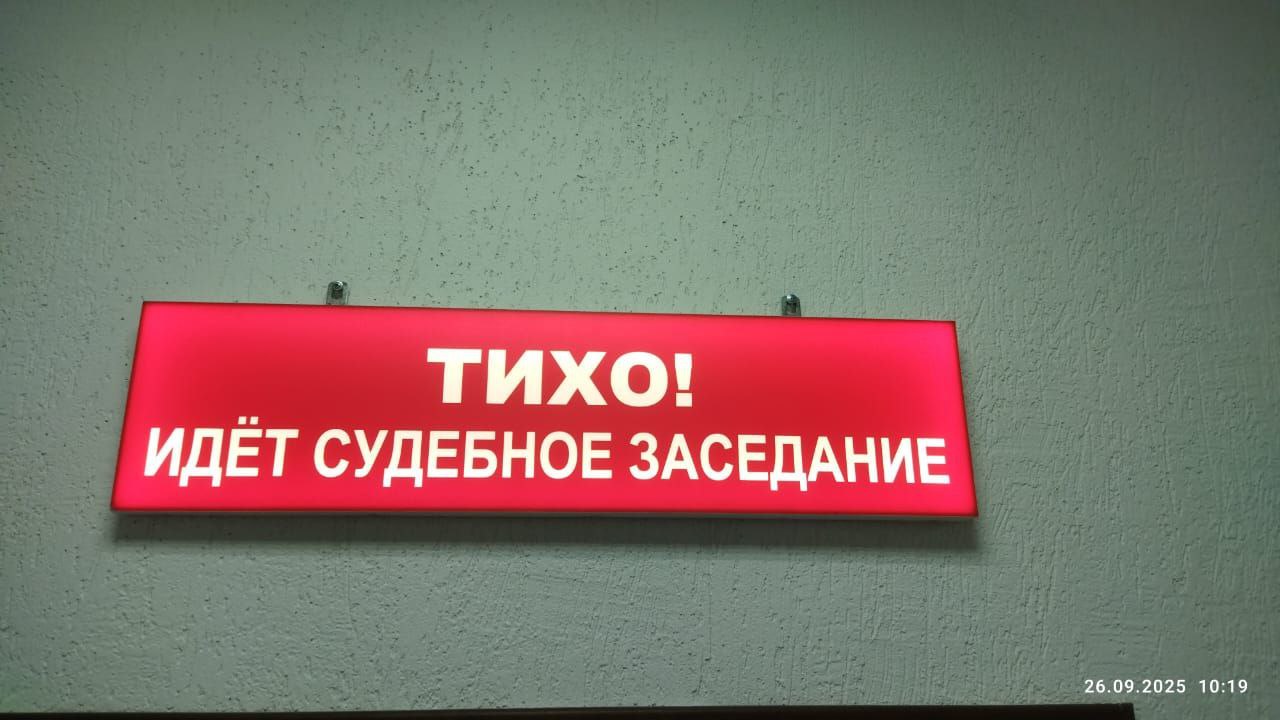 ТИХО!
ИДЁТ СУДЕБНОЕ ЗАСЕДАНИЕ
26.09.2025 10:19